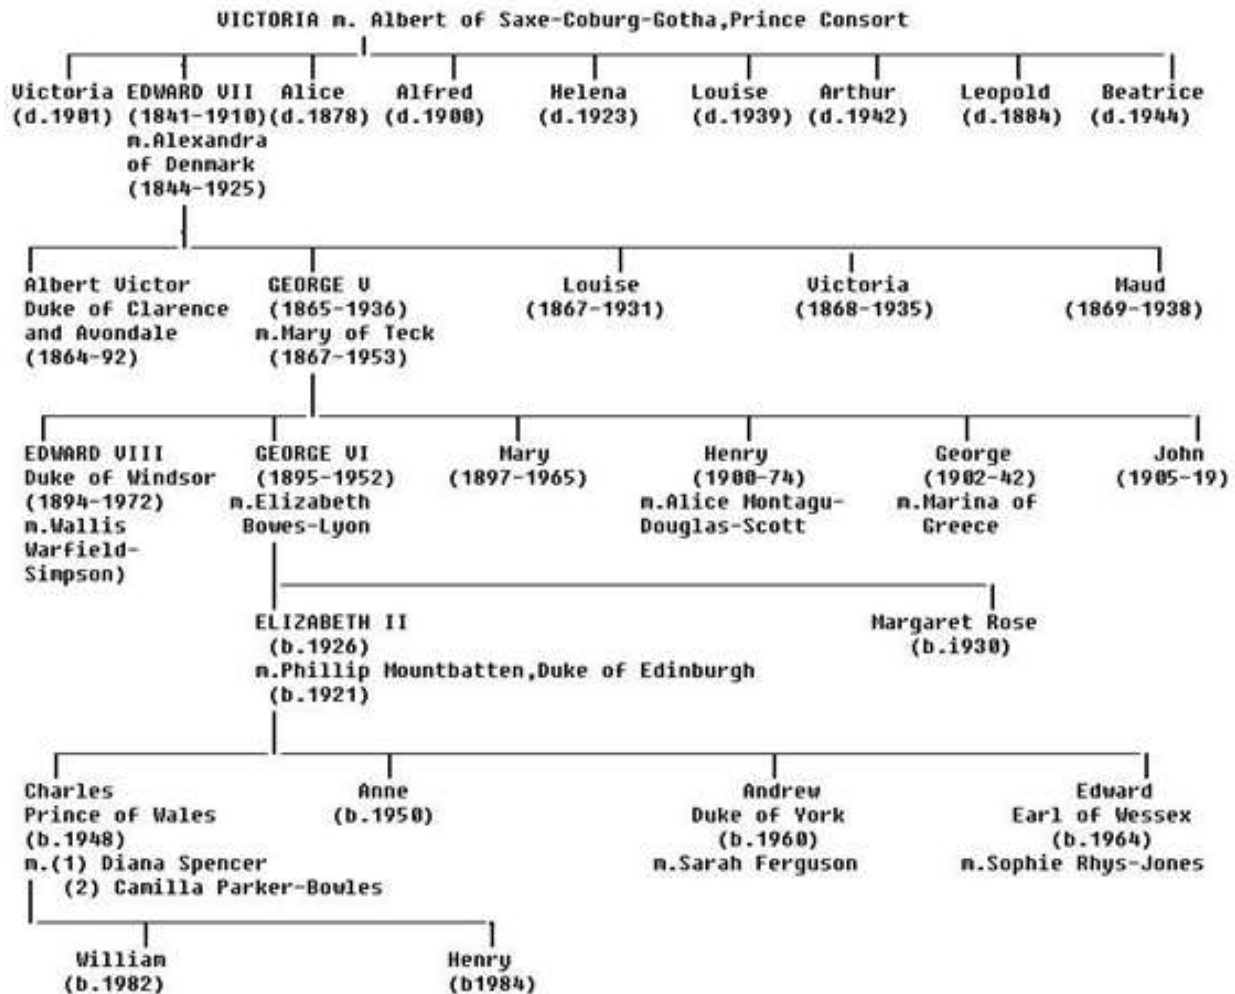 VICTORIA m. Albert of Saxe-Coburg-Gotha,Prince Consort
Victoria EDWARD VII Alice Alfred Helena Louise Arthur Leopold Beatrice
(d.1901) (1841-1910)(d.1878) (d.1900) (d.1923) (d.1939) (d.1942) (d.1884) (d.1944)
m.Alexandra
of Denmark
(1844-1925)
Albert Victor GEORGE V Louise Victoria Maud
Duke of Clarence (1865-1936) (1867-1931) (1868-1935) (1869-1938)
and Avondale m.Mary of Teck
(1864-92) (1867-1953)
EDWARD VIII GEORGE VI Mary Henry George John
Duke of Windsor (1895-1952) (1897-1965) (1900-74) (1902-42) (1905-19)
(1894-1972) m.Elizabeth m.Alice Montagu- m.Marina of
m.Wallis Bowes-Lyon Douglas-Scott Greece
Warfield-
Simpson)
ELIZABETH II Margaret Rose
(b.1926) (b.i930)
m.Phillip Mountbatten,Duke of Edinburgh
(b.1921)
Charles Anne Andrew Edward
Prince of Wales (b.1950) Duke of York Earl of Wessex
(b.1948) (b.1960) (b.1964)
m.(1) Diana Spencer m.Sarah Ferguson m.Sophie Rhys-Jones
(2) Camilla Parker-Bowles
William Henry
(b.1982) (b1984)